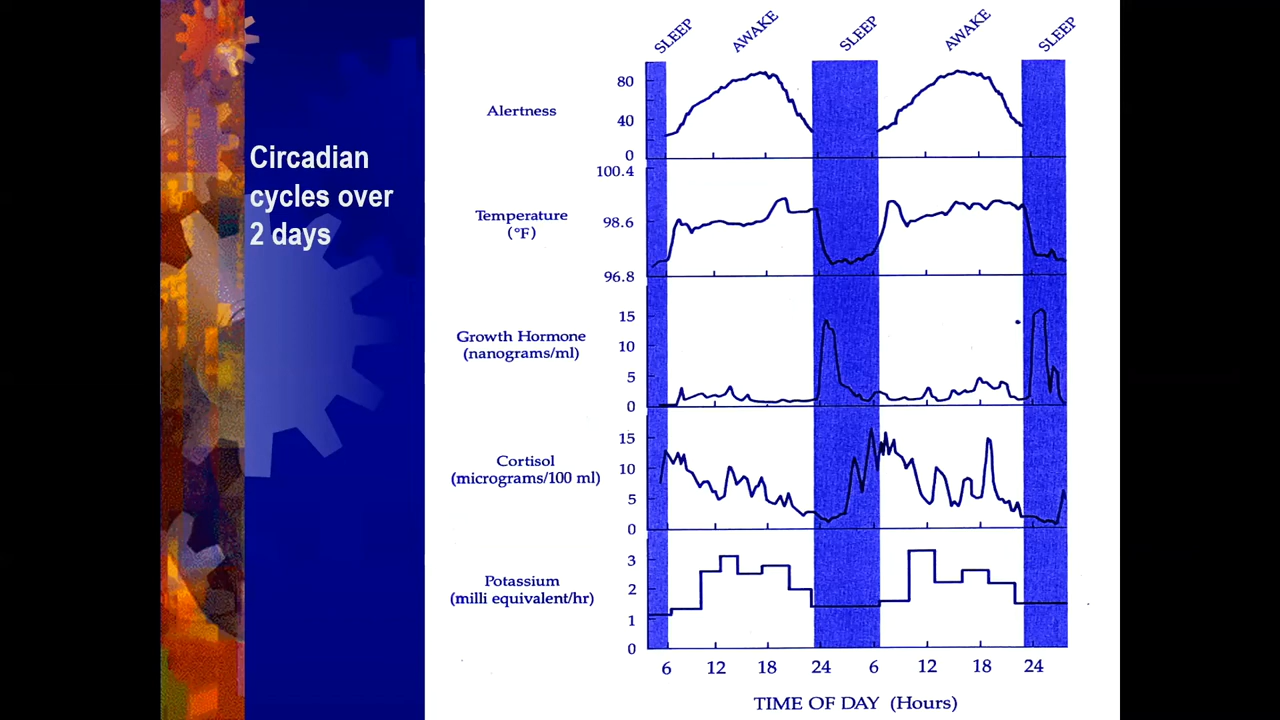 Circadian
cycles over
2 days
SLEEP AWAKE SLEEP AWAKE SLEEP
Alertness
80
40
0
Temperature
(°F)
100.4
98.6
96.8
Growth Hormone
(nanograms/ml)
15
10
5
0
Cortisol
(micrograms/100 ml)
15
10
5
0
Potassium
(milli equivalent/hr)
3
2
1
0
6 12 18 24 6 12 18 24
TIME OF DAY (Hours)